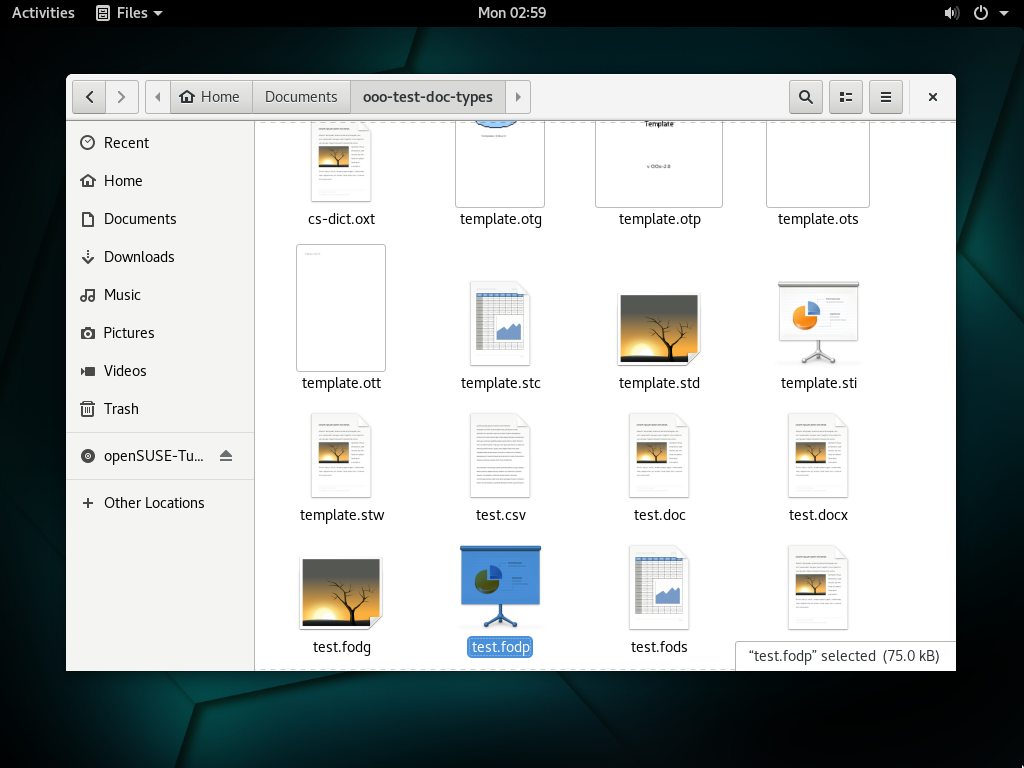 Activities Files Mon 02:59
Home Documents ooo-test-doc-types
Recent
Home
Documents
Downloads
Music
Pictures
Videos
Trash
openSUSE-Tu...
Other Locations
Template
v OOo-2.0
cs-dict.oxt template.otg template.otp template.ots
template.ott template.stc template.std template.sti
template.stw test.csv test.doc test.docx
test.fodg test.fodp test.fods
“test.fodp” selected (75.0 kB)